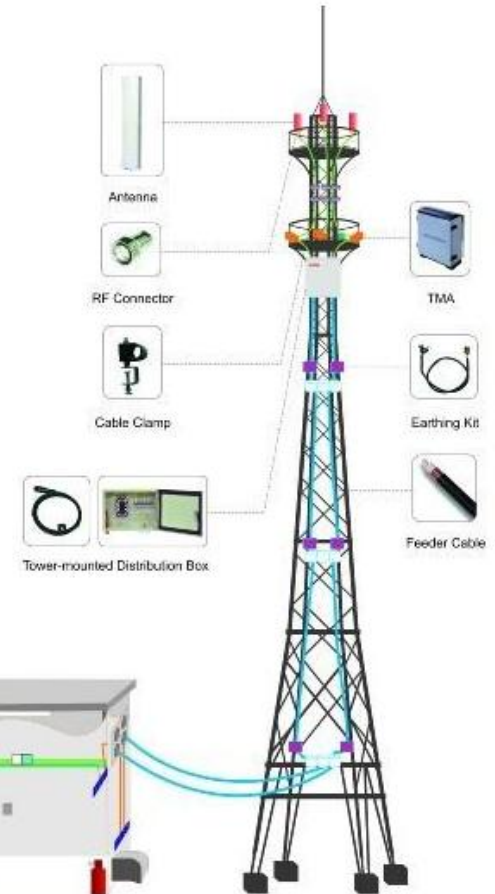 Antenna
RF Connector
TMA
Cable Clamp
Earthing Kit
Feeder Cable
Tower-mounted Distribution Box